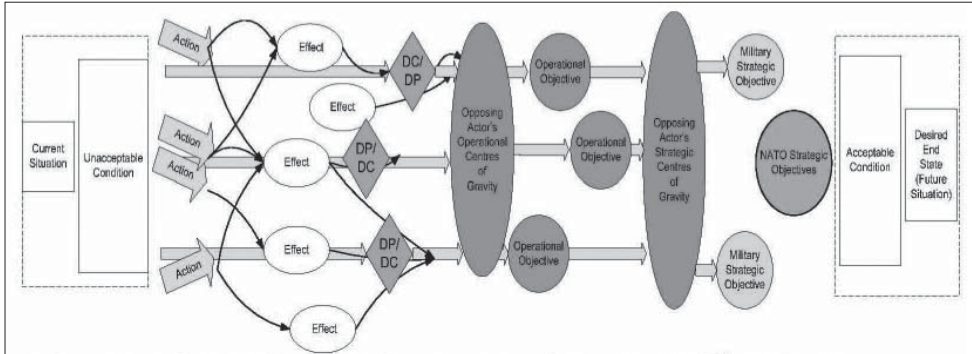 Current
Situation
Unacceptable
Condition
Action
Action
Action
Action
Effect
Effect
Effect
Effect
Effect
DC/
DP
DP/
DC
DP/
DC
Opposing
Actor's
Operational
Centres
of
Gravity
Operational
Objective
Operational
Objective
Operational
Objective
Opposing
Actor's
Strategic
Centres
of
Gravity
Military
Strategic
Objective
Military
Strategic
Objective
NATO Strategic
Objectives
Acceptable
Condition
Desired
End
State
(Future
Situation)